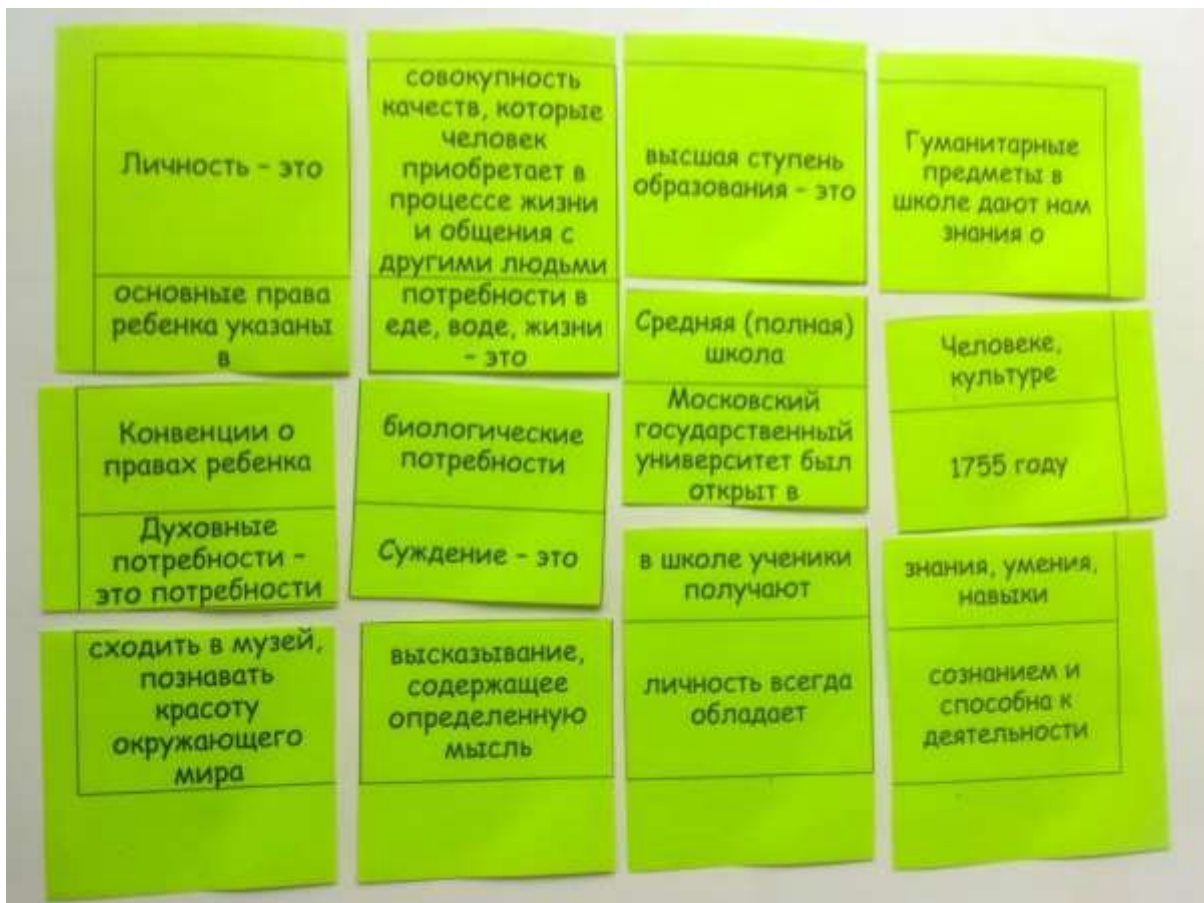 Личность - это
основные права
ребенка указаны
в
совокупность
качеств, которые
человек
приобретает в
процессе жизни
и общения с
другими людьми
потребности в
еде, воде, жизни
- это
высшая ступень
образования - это
Гуманитарные
предметы в
школе дают нам
знания о
Средняя (полная)
школа
Московский
государственный
университет был
открыт в
Человеке,
культуре
1755 году
Конвенции о
правах ребенка
Духовные
потребности -
это потребности
биологические
потребности
Суждение - это
в школе ученики
получают
личность всегда
обладает
знания, умения,
навыки
сознанием и
способна к
деятельности
сходить в музей,
познавать
красоту
окружающего
мира
высказывание,
содержащее
определенную
мысль